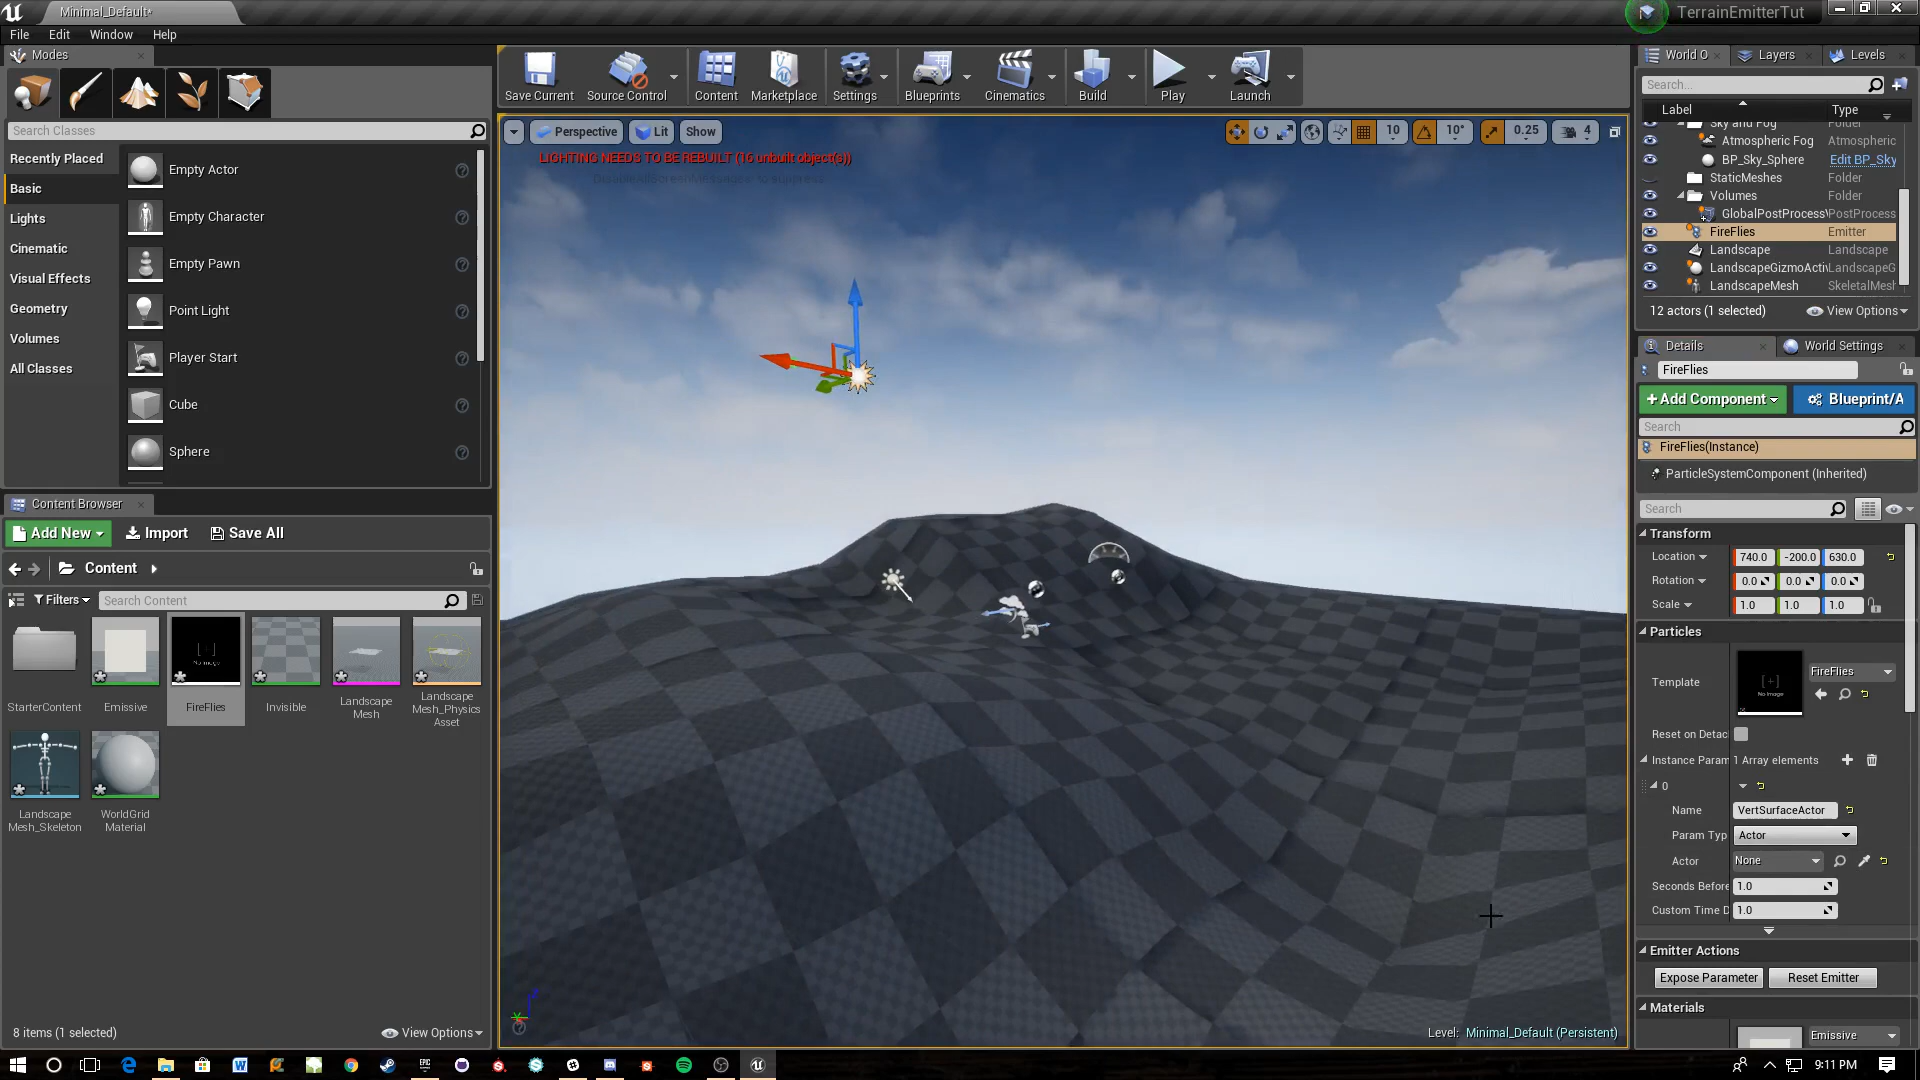 Minimal_Default*
TerrainEmitterTut
File Edit Window Help
Modes
Search Classes
Recently Placed
Basic
Lights
Cinematic
Visual Effects
Geometry
Volumes
All Classes
Empty Actor
Empty Character
Empty Pawn
Point Light
Player Start
Cube
Sphere
Content Browser
Add New
Import
Save All
Content
Filters
Search Content
StarterContent
Emissive
FireFlies
Invisible
Landscape
Mesh
Landscape
Mesh_Physics
Asset
Landscape
Mesh_Skeleton
WorldGrid
Material
8 items (1 selected)
View Options
Save Current
Source Control
Content
Marketplace
Settings
Blueprints
Cinematics
Build
Play
Launch
Perspective
Lit
Show
10
10°
0.25
4
LIGHTING NEEDS TO BE REBUILT (16 unbuilt object(s))
'DisableAllScreenMessages' to suppress
Level: Minimal_Default (Persistent)
World O
Layers
Levels
Search...
Label Type
Sky and Fog Folder
Atmospheric Fog Atmospheric
BP_Sky_Sphere Edit BP_Sky
StaticMeshes Folder
Volumes Folder
GlobalPostProcess PostProcess
FireFlies Emitter
Landscape Landscape
LandscapeGizmoActi LandscapeG
LandscapeMesh SkeletalMesh
12 actors (1 selected)
View Options
Details
World Settings
FireFlies
Add Component
Blueprint/A
Search
FireFlies(Instance)
ParticleSystemComponent (Inherited)
Search
Transform
Location 740.0 -200.0 630.0
Rotation 0.0 0.0 0.0
Scale 1.0 1.0 1.0
Particles
Template
No Image
FireFlies
Reset on Detac
Instance Param 1 Array elements
0
Name VertSurfaceActor
Param Typ Actor
Actor None
Seconds Before 1.0
Custom Time D 1.0
Emitter Actions
Expose Parameter
Reset Emitter
Materials
Emissive
9:11 PM